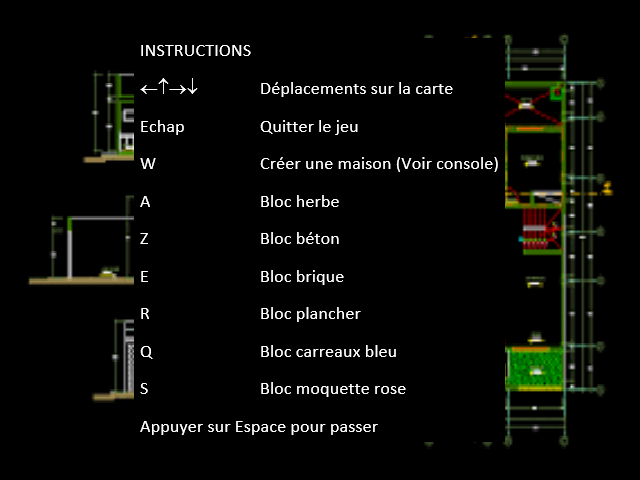 INSTRUCTIONS
←↑→↓ Déplacements sur la carte
Echap Quitter le jeu
W Créer une maison (Voir console)
A Bloc herbe
Z Bloc béton
E Bloc brique
R Bloc plancher
Q Bloc carreaux bleu
S Bloc moquette rose
Appuyer sur Espace pour passer